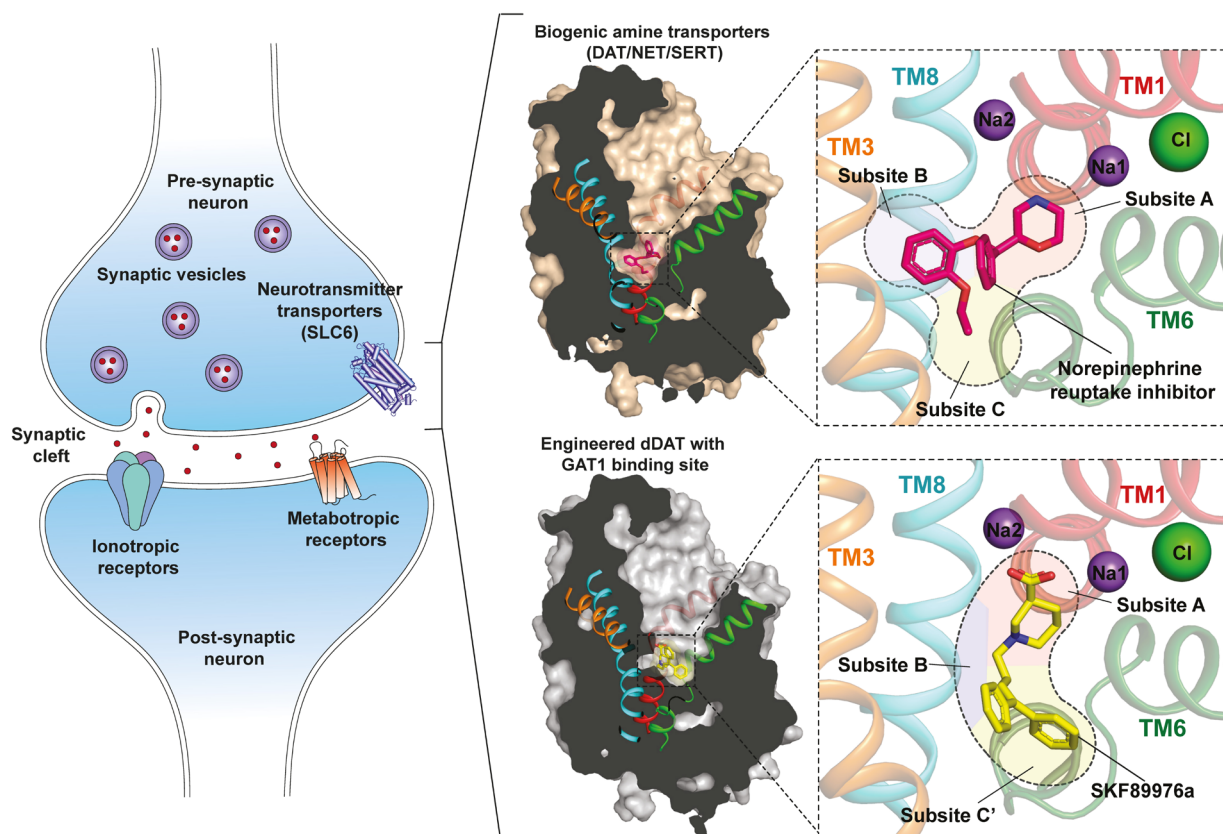 Pre-synaptic
neuron
Synaptic vesicles
Neurotransmitter
transporters
(SLC6)
Synaptic
cleft
Ionotropic
receptors
Metabotropic
receptors
Post-synaptic
neuron
Biogenic amine transporters
(DAT/NET/SERT)
TM8
TM1
TM3
Na2
Cl
Na1
Subsite B
Subsite A
TM6
Norepinephrine
reuptake inhibitor
Subsite C
Engineered dDAT with
GAT1 binding site
TM8
TM1
TM3
Na2
Cl
Na1
Subsite A
Subsite B
TM6
SKF89976a
Subsite C’